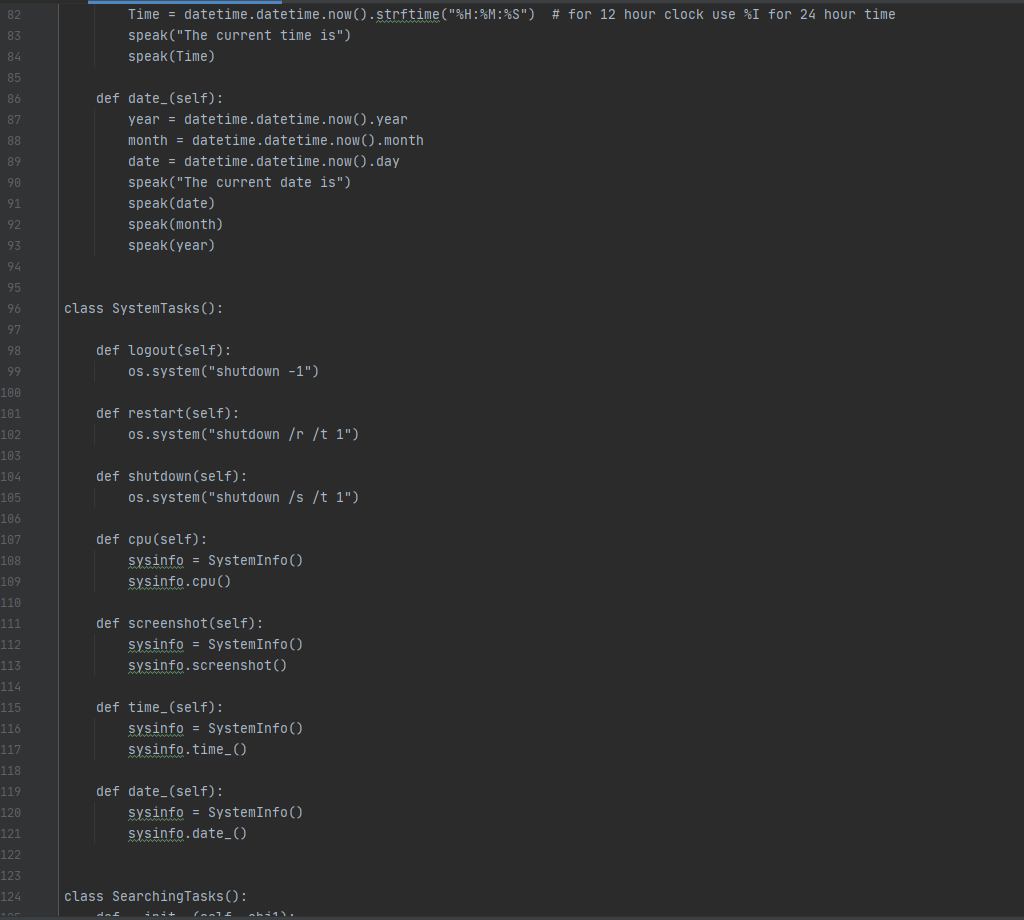 82 Time = datetime.datetime.now().strftime("%H:%M:%S")  # for 12 hour clock use %I for 24 hour time
83 speak("The current time is")
84 speak(Time)
85
86 def date_(self):
87 year = datetime.datetime.now().year
88 month = datetime.datetime.now().month
89 date = datetime.datetime.now().day
90 speak("The current date is")
91 speak(date)
92 speak(month)
93 speak(year)
94
95
96 class SystemTasks():
97
98 def logout(self):
99 os.system("shutdown -1")
100
101 def restart(self):
102 os.system("shutdown /r /t 1")
103
104 def shutdown(self):
105 os.system("shutdown /s /t 1")
106
107 def cpu(self):
108 sysinfo = SystemInfo()
109 sysinfo.cpu()
110
111 def screenshot(self):
112 sysinfo = SystemInfo()
113 sysinfo.screenshot()
114
115 def time_(self):
116 sysinfo = SystemInfo()
117 sysinfo.time_()
118
119 def date_(self):
120 sysinfo = SystemInfo()
121 sysinfo.date_()
122
123
124 class SearchingTasks():